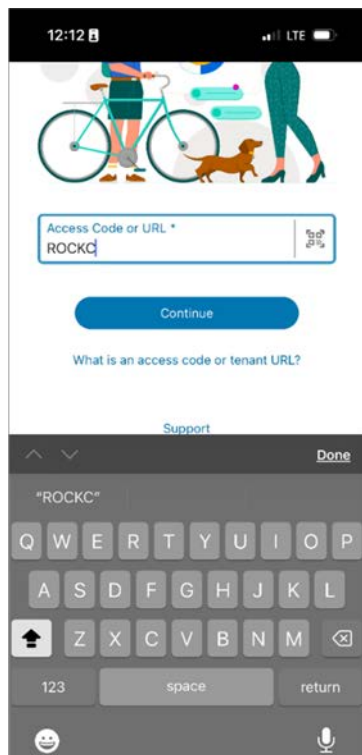 12:12
LTE
Access Code or URL *
ROCKC
Continue
What is an access code or tenant URL?
Support
Done
"ROCKC"
Q W E R T Y U I O P
A S D F G H J K L
Z X C V B N M
123 space return